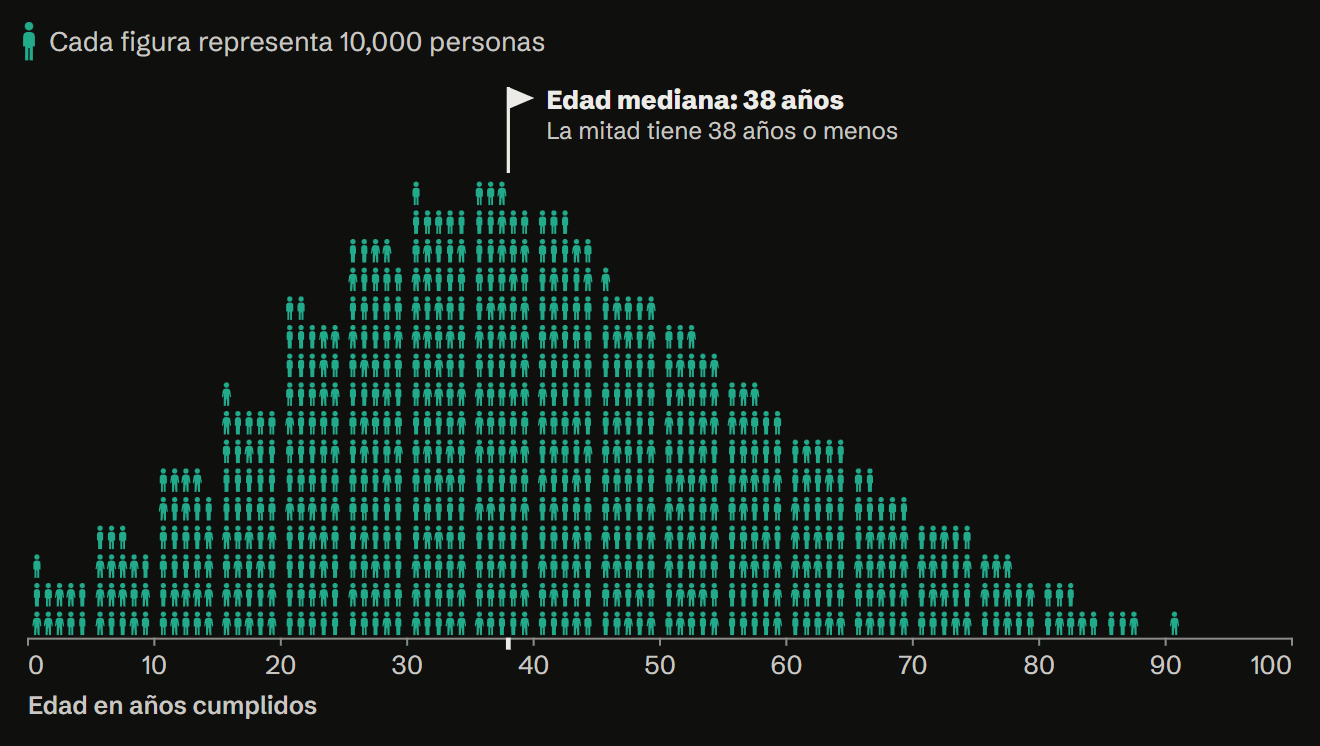 Cada figura representa 10,000 personas
Edad mediana: 38 años
La mitad tiene 38 años o menos
0 10 20 30 40 50 60 70 80 90 100
Edad en años cumplidos